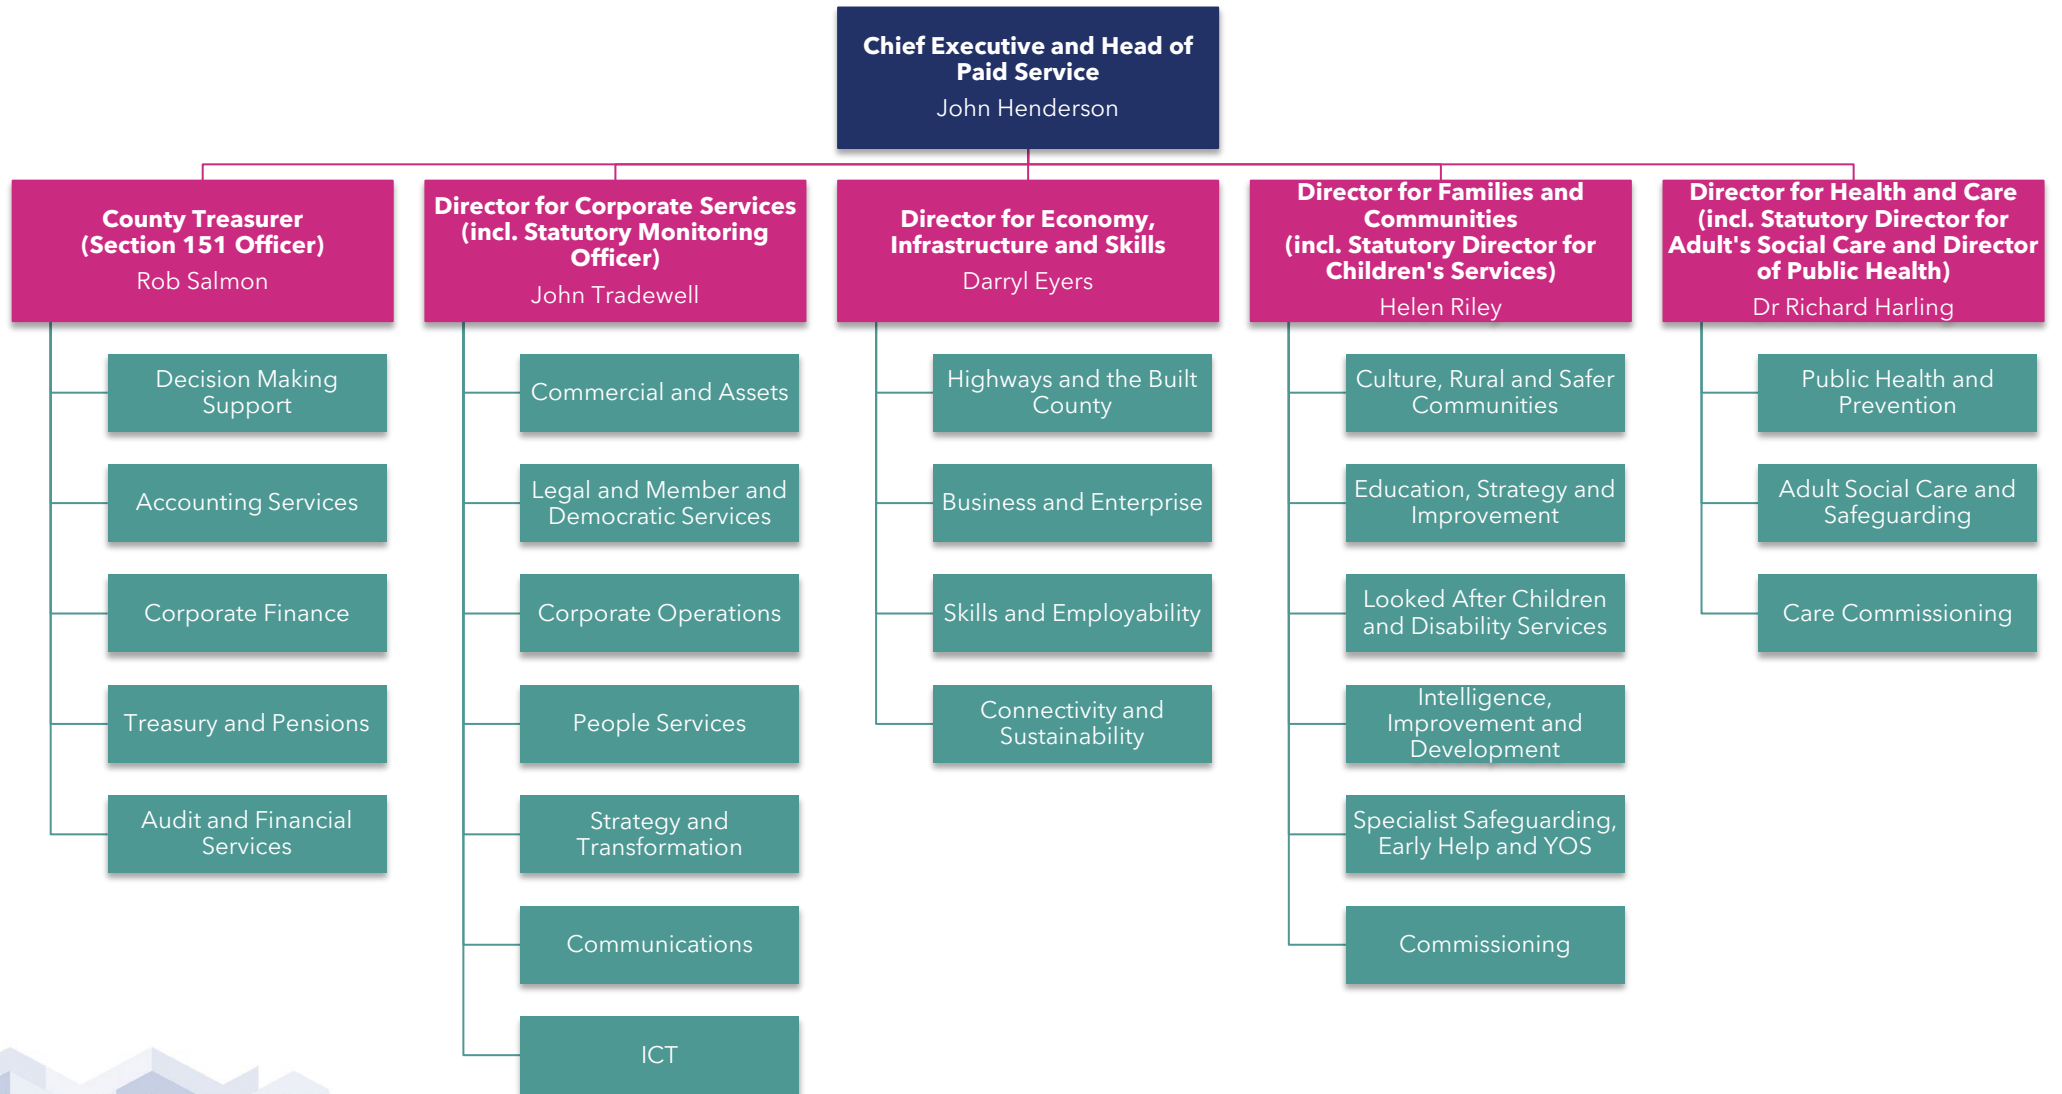 Chief Executive and Head of
Paid Service
John Henderson
County Treasurer
(Section 151 Officer)
Rob Salmon
Decision Making
Support
Accounting Services
Corporate Finance
Treasury and Pensions
Audit and Financial
Services
Director for Corporate Services
(incl. Statutory Monitoring
Officer)
John Tradewell
Commercial and Assets
Legal and Member and
Democratic Services
Corporate Operations
People Services
Strategy and
Transformation
Communications
ICT
Director for Economy,
Infrastructure and Skills
Darryl Eyers
Highways and the Built
County
Business and Enterprise
Skills and Employability
Connectivity and
Sustainability
Director for Families and
Communities
(incl. Statutory Director for
Children's Services)
Helen Riley
Culture, Rural and Safer
Communities
Education, Strategy and
Improvement
Looked After Children
and Disability Services
Intelligence,
Improvement and
Development
Specialist Safeguarding,
Early Help and YOS
Commissioning
Director for Health and Care
(incl. Statutory Director for
Adult's Social Care and Director
of Public Health)
Dr Richard Harling
Public Health and
Prevention
Adult Social Care and
Safeguarding
Care Commissioning